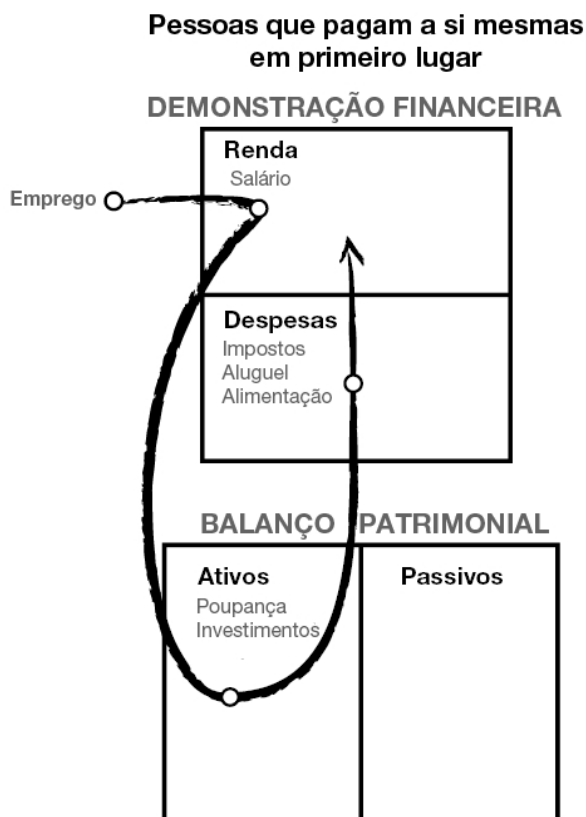 Pessoas que pagam a si mesmas
em primeiro lugar
DEMONSTRAÇÃO FINANCEIRA
Renda
Salário
Emprego
Despesas
Impostos
Aluguel
Alimentação
BALANÇO PATRIMONIAL
Ativos
Poupança
Investimentos
Passivos